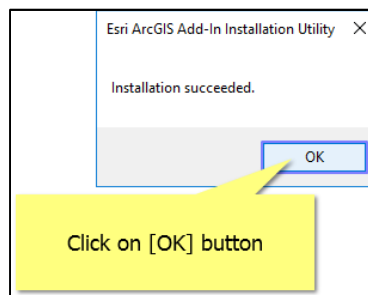 Esri ArcGIS Add-In Installation Utility
Installation succeeded.
OK
Click on [OK] button